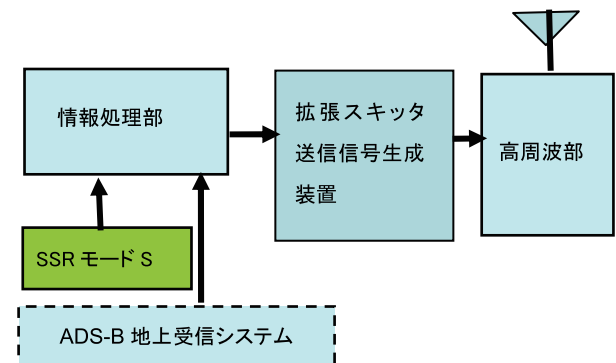 情報処理部
拡張スキッタ
送信信号生成
装置
高周波部
SSR モード S
ADS-B 地上受信システム